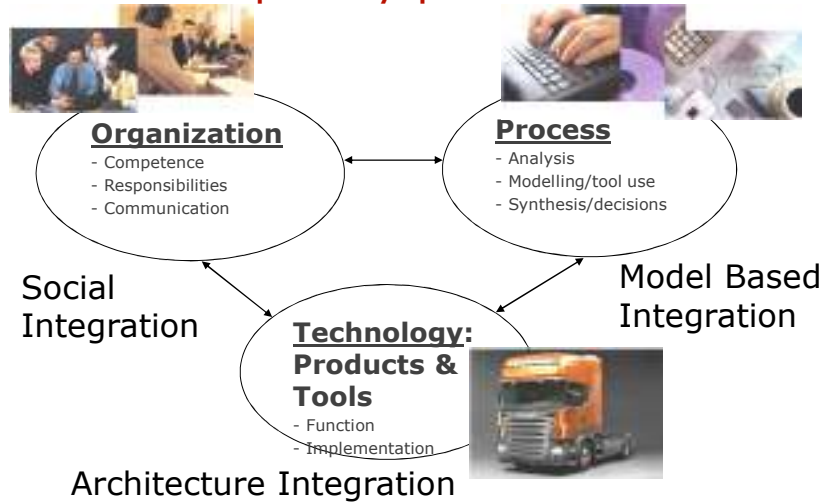 Organization
- Competence
- Responsibilities
- Communication
Process
- Analysis
- Modelling/tool use
- Synthesis/decisions
Social
Integration
Model Based
Integration
Technology:
Products &
Tools
- Function
- Implementation
Architecture Integration